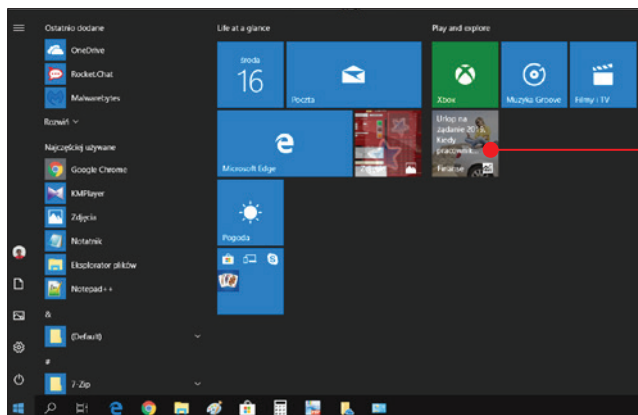 Ostatnio dodane
OneDrive
Rocket.Chat
Malwarebytes
Rozwiń
Najczęściej używane
Google Chrome
KMPlayer
Zdjęcia
Notatnik
Eksplorator plików
Notepad++
&
(Default)
#
7-Zip
Life at a glance
środa
16
Poczta
Microsoft Edge
Pogoda
Play and explore
Xbox
Muzyka Groove
Filmy i TV
Urlop na
żądanie 2019.
Kiedy
pracownik...
Finanse